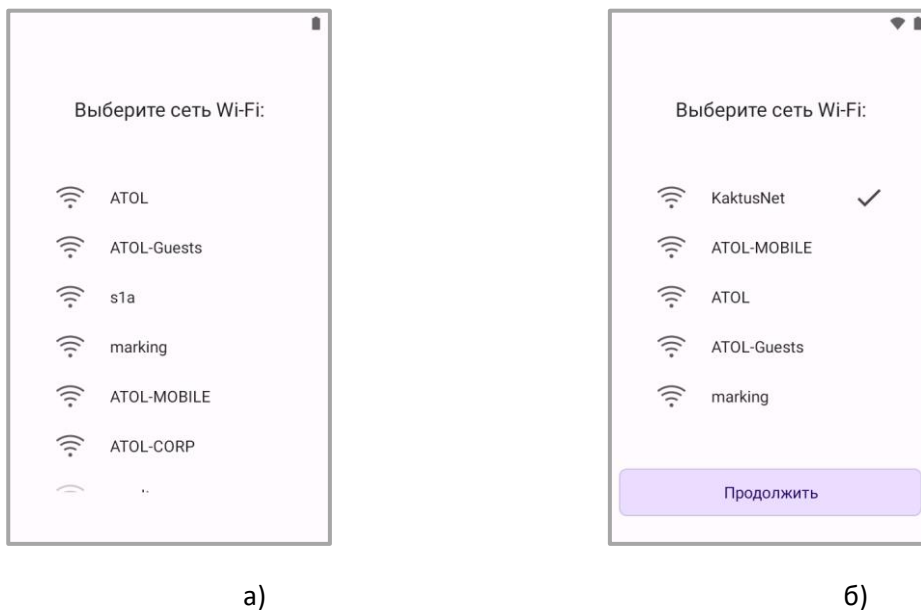 Выберите сеть Wi-Fi:
ATOL
ATOL-Guests
s1a
marking
ATOL-MOBILE
ATOL-CORP
а)
Выберите сеть Wi-Fi:
KaktusNet
ATOL-MOBILE
ATOL
ATOL-Guests
marking
Продолжить
б)